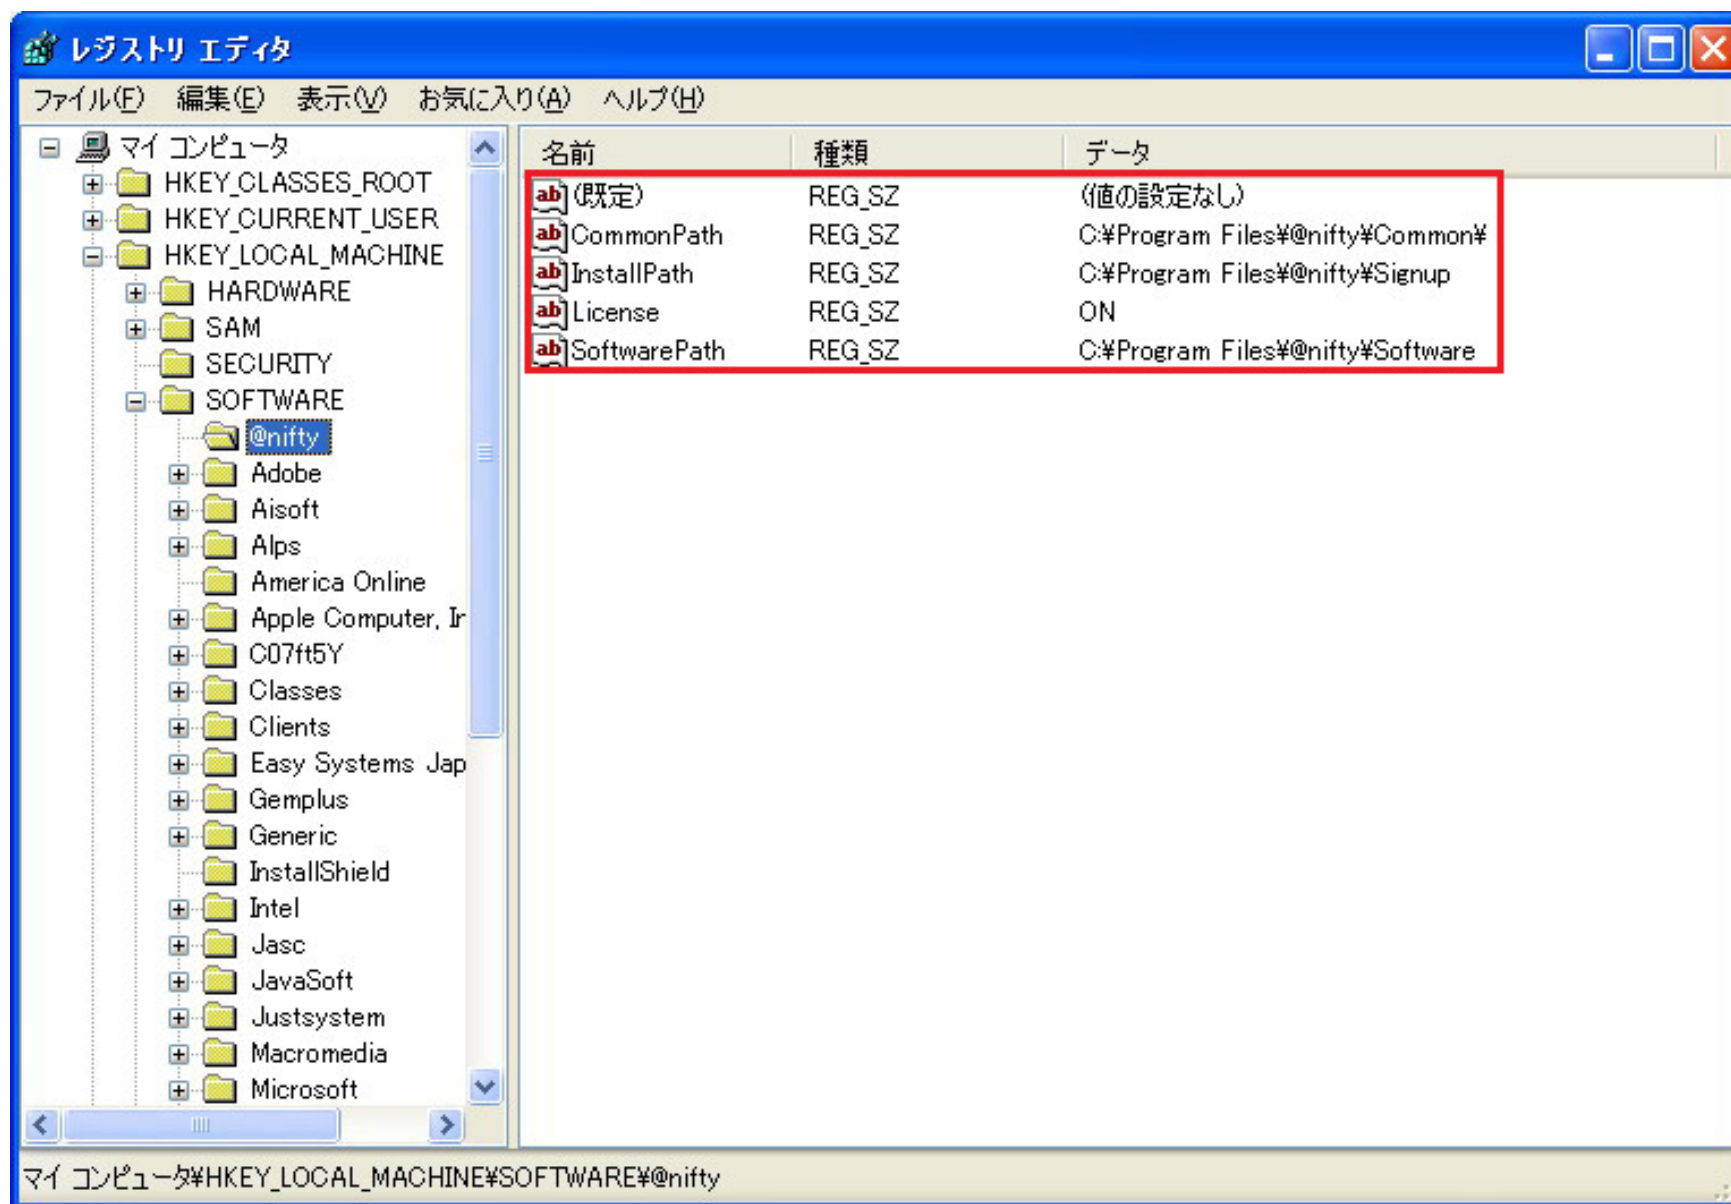 レジストリ エディタ
ファイル(F) 編集(E) 表示(V) お気に入り(A) ヘルプ(H)
マイ コンピュータ
HKEY_CLASSES_ROOT
HKEY_CURRENT_USER
HKEY_LOCAL_MACHINE
HARDWARE
SAM
SECURITY
SOFTWARE
@nifty
Adobe
Aisoft
Alps
America Online
Apple Computer, Ir
C07ft5Y
Classes
Clients
Easy Systems Jap
Gemplus
Generic
InstallShield
Intel
Jasc
JavaSoft
Justsystem
Macromedia
Microsoft
名前 種類 データ
(既定) REG_SZ (値の設定なし)
CommonPath REG_SZ C:¥Program Files¥@nifty¥Common¥
InstallPath REG_SZ C:¥Program Files¥@nifty¥Signup
License REG_SZ ON
SoftwarePath REG_SZ C:¥Program Files¥@nifty¥Software
マイ コンピュータ¥HKEY_LOCAL_MACHINE¥SOFTWARE¥@nifty